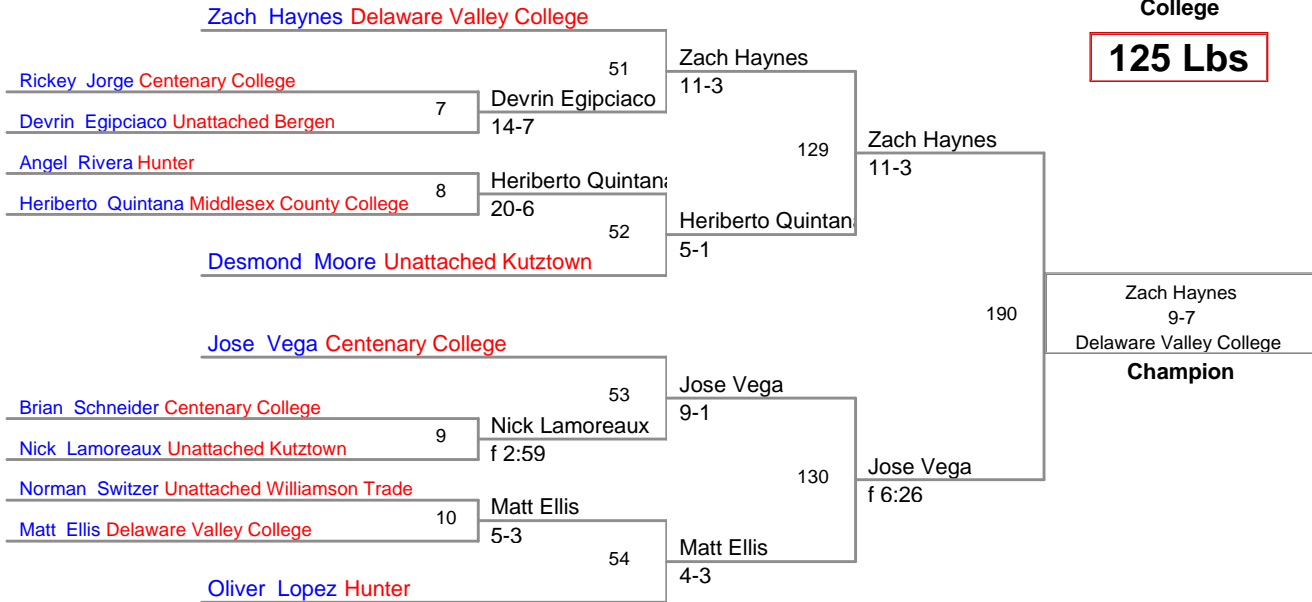 College
125 Lbs
Zach Haynes Delaware Valley College
51
Zach Haynes
11-3
Rickey Jorge Centenary College
7
Devrin Egipciaco
14-7
Devrin Egipciaco Unattached Bergen
129
Zach Haynes
11-3
Angel Rivera Hunter
8
Heriberto Quintana
20-6
Heriberto Quintana Middlesex County College
52
Heriberto Quintana
5-1
Desmond Moore Unattached Kutztown
190
Zach Haynes
9-7
Delaware Valley College
Champion
Jose Vega Centenary College
53
Jose Vega
9-1
Brian Schneider Centenary College
9
Nick Lamoreaux
f 2:59
Nick Lamoreaux Unattached Kutztown
130
Jose Vega
f 6:26
Norman Switzer Unattached Williamson Trade
10
Matt Ellis
5-3
Matt Ellis Delaware Valley College
54
Matt Ellis
4-3
Oliver Lopez Hunter